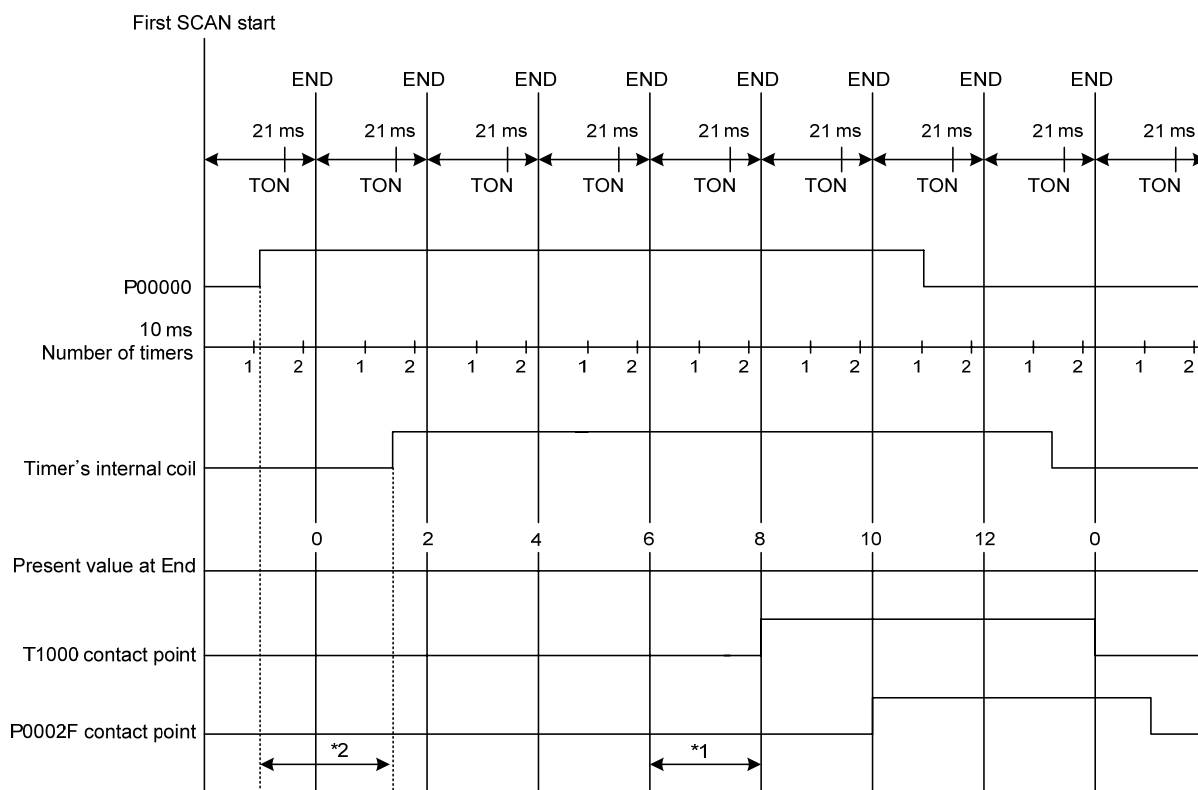 First SCAN start
END END END END END END END END
21 ms 21 ms 21 ms 21 ms 21 ms 21 ms 21 ms 21 ms 21 ms
TON TON TON TON TON TON TON TON TON
P00000
10 ms
Number of timers
1 2 1 2 1 2 1 2 1 2 1 2 1 2 1 2 1 2
Timer's internal coil
0 2 4 6 8 10 12 0
Present value at End
T1000 contact point
P0002F contact point
*2 *1